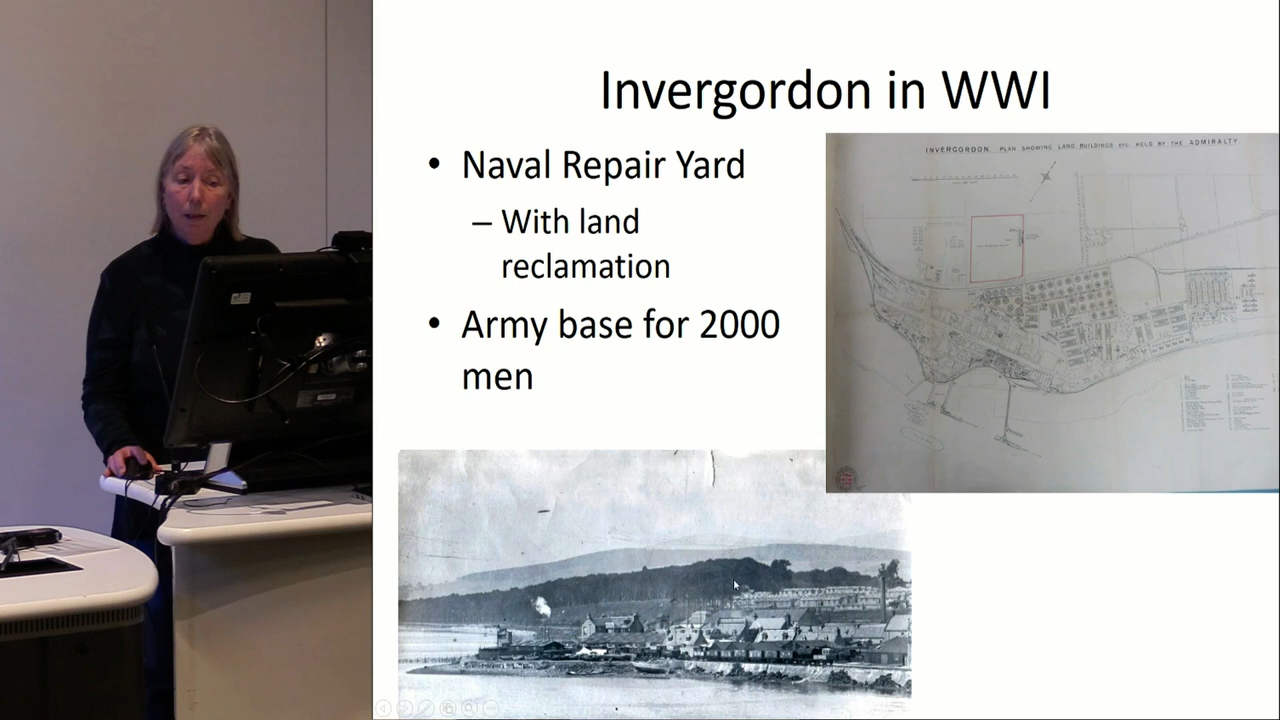 Invergordon in WWI
• Naval Repair Yard
– With land
reclamation
• Army base for 2000
men
INVERGORDON. PLAN SHOWING LAND BUILDINGS ETC HELD BY THE ADMIRALTY